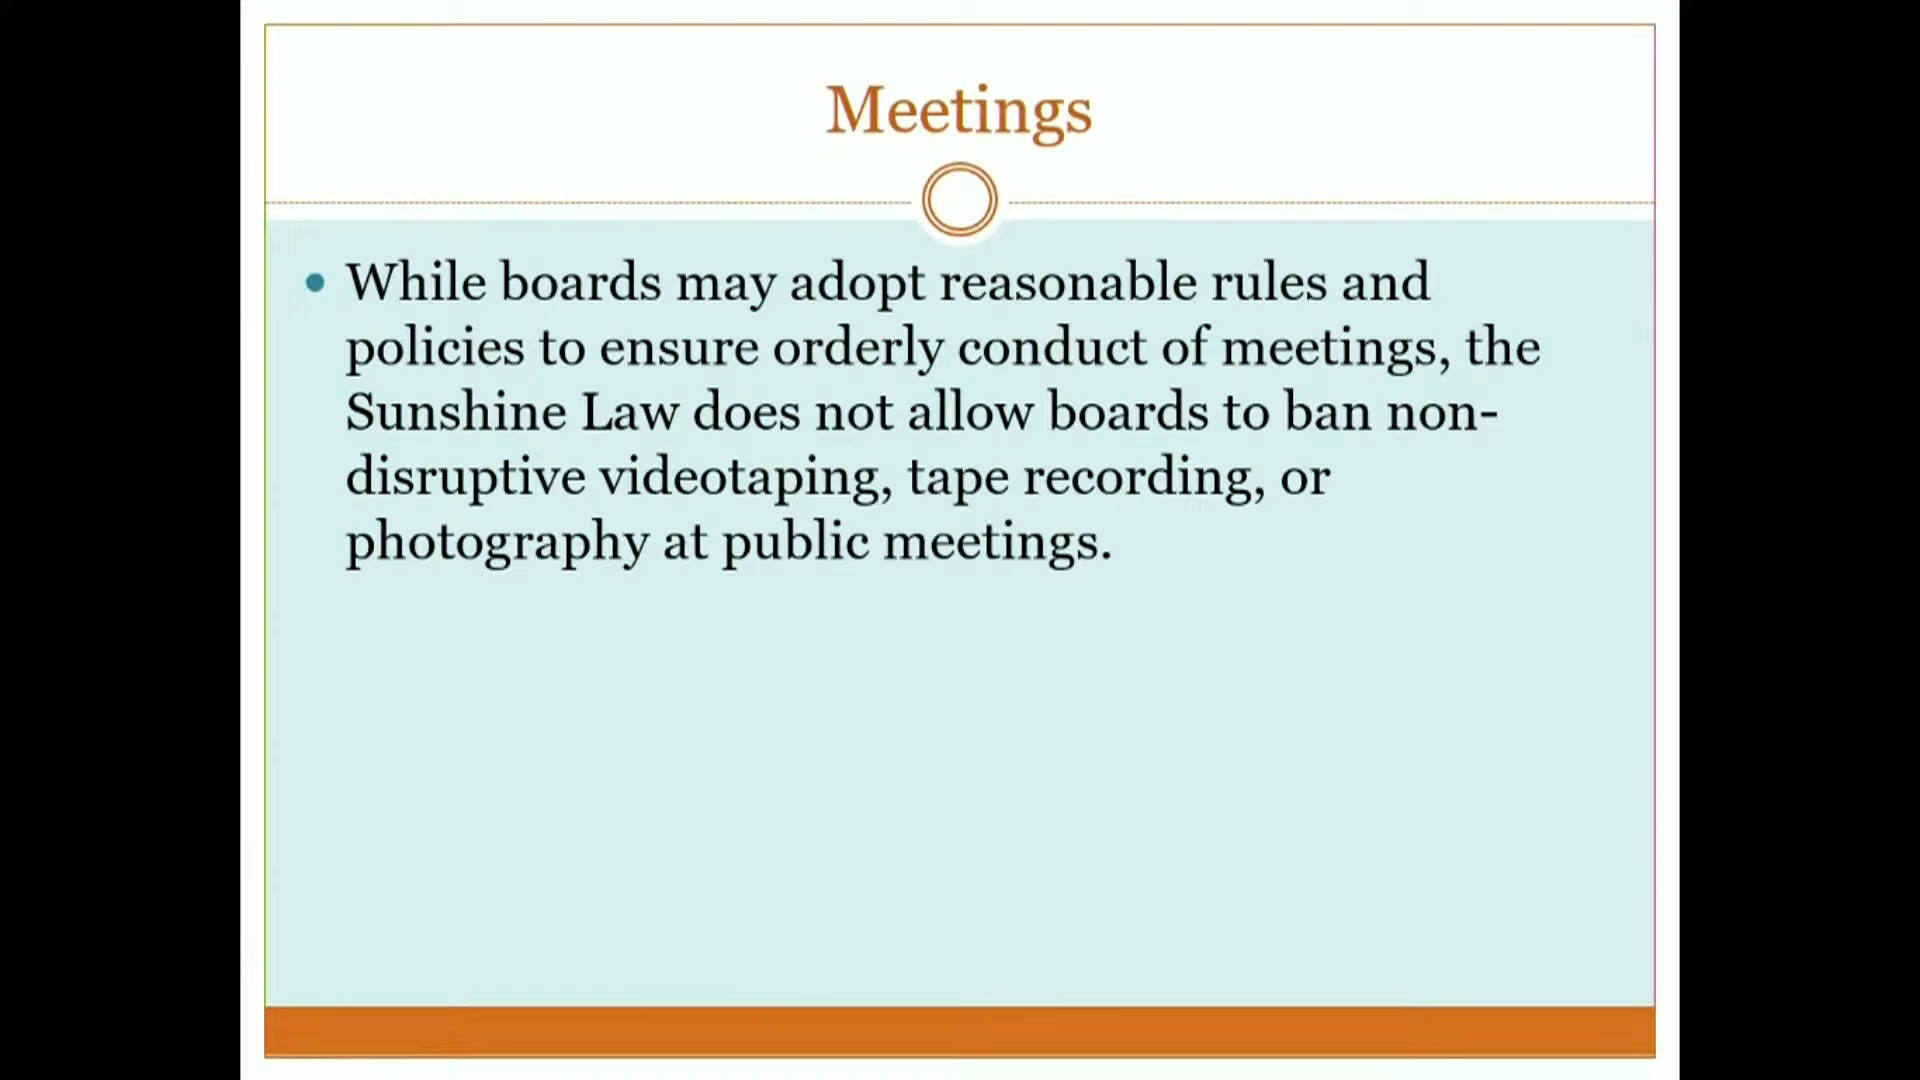 Meetings
• While boards may adopt reasonable rules and
policies to ensure orderly conduct of meetings, the
Sunshine Law does not allow boards to ban non-
disruptive videotaping, tape recording, or
photography at public meetings.